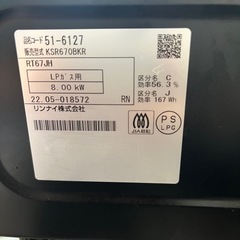 品名コード 51-6127
販売型式 KSR670BKR
RT67JH
LPガス用
8.00 kW
22.05-018572
RN
リンナイ株式会社
区分名 C
効率56.3 %
区分名 J
効率 167 Wh
JIA認証
PS
LPG